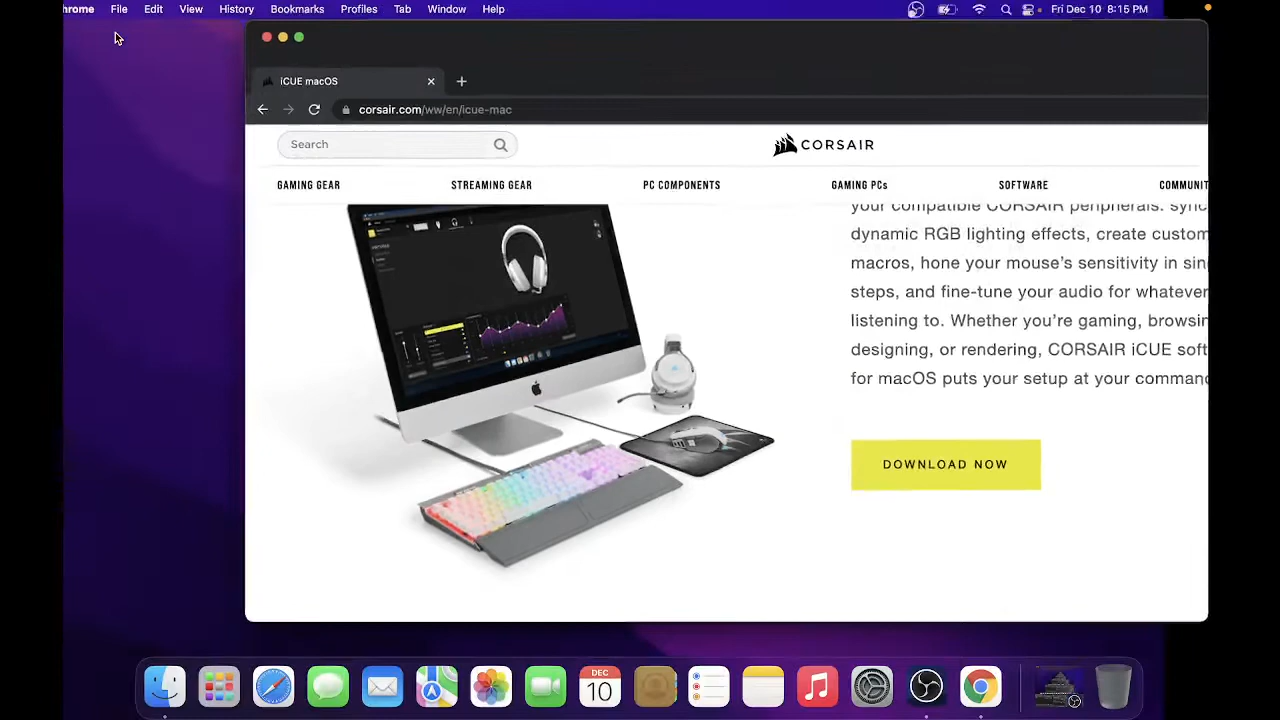 hrome File Edit View History Bookmarks Profiles Tab Window Help Fri Dec 10 8:15 PM
iCUE macOS
corsair.com/ww/en/icue-mac
Search
CORSAIR
GAMING GEAR STREAMING GEAR PC COMPONENTS GAMING PCs SOFTWARE COMMUNIT
your compatible CORSAIR peripherals: sync
dynamic RGB lighting effects, create custom
macros, hone your mouse's sensitivity in sin
steps, and fine-tune your audio for whatever
listening to. Whether you're gaming, browsin
designing, or rendering, CORSAIR iCUE soft
for macOS puts your setup at your command
DOWNLOAD NOW
DEC
10